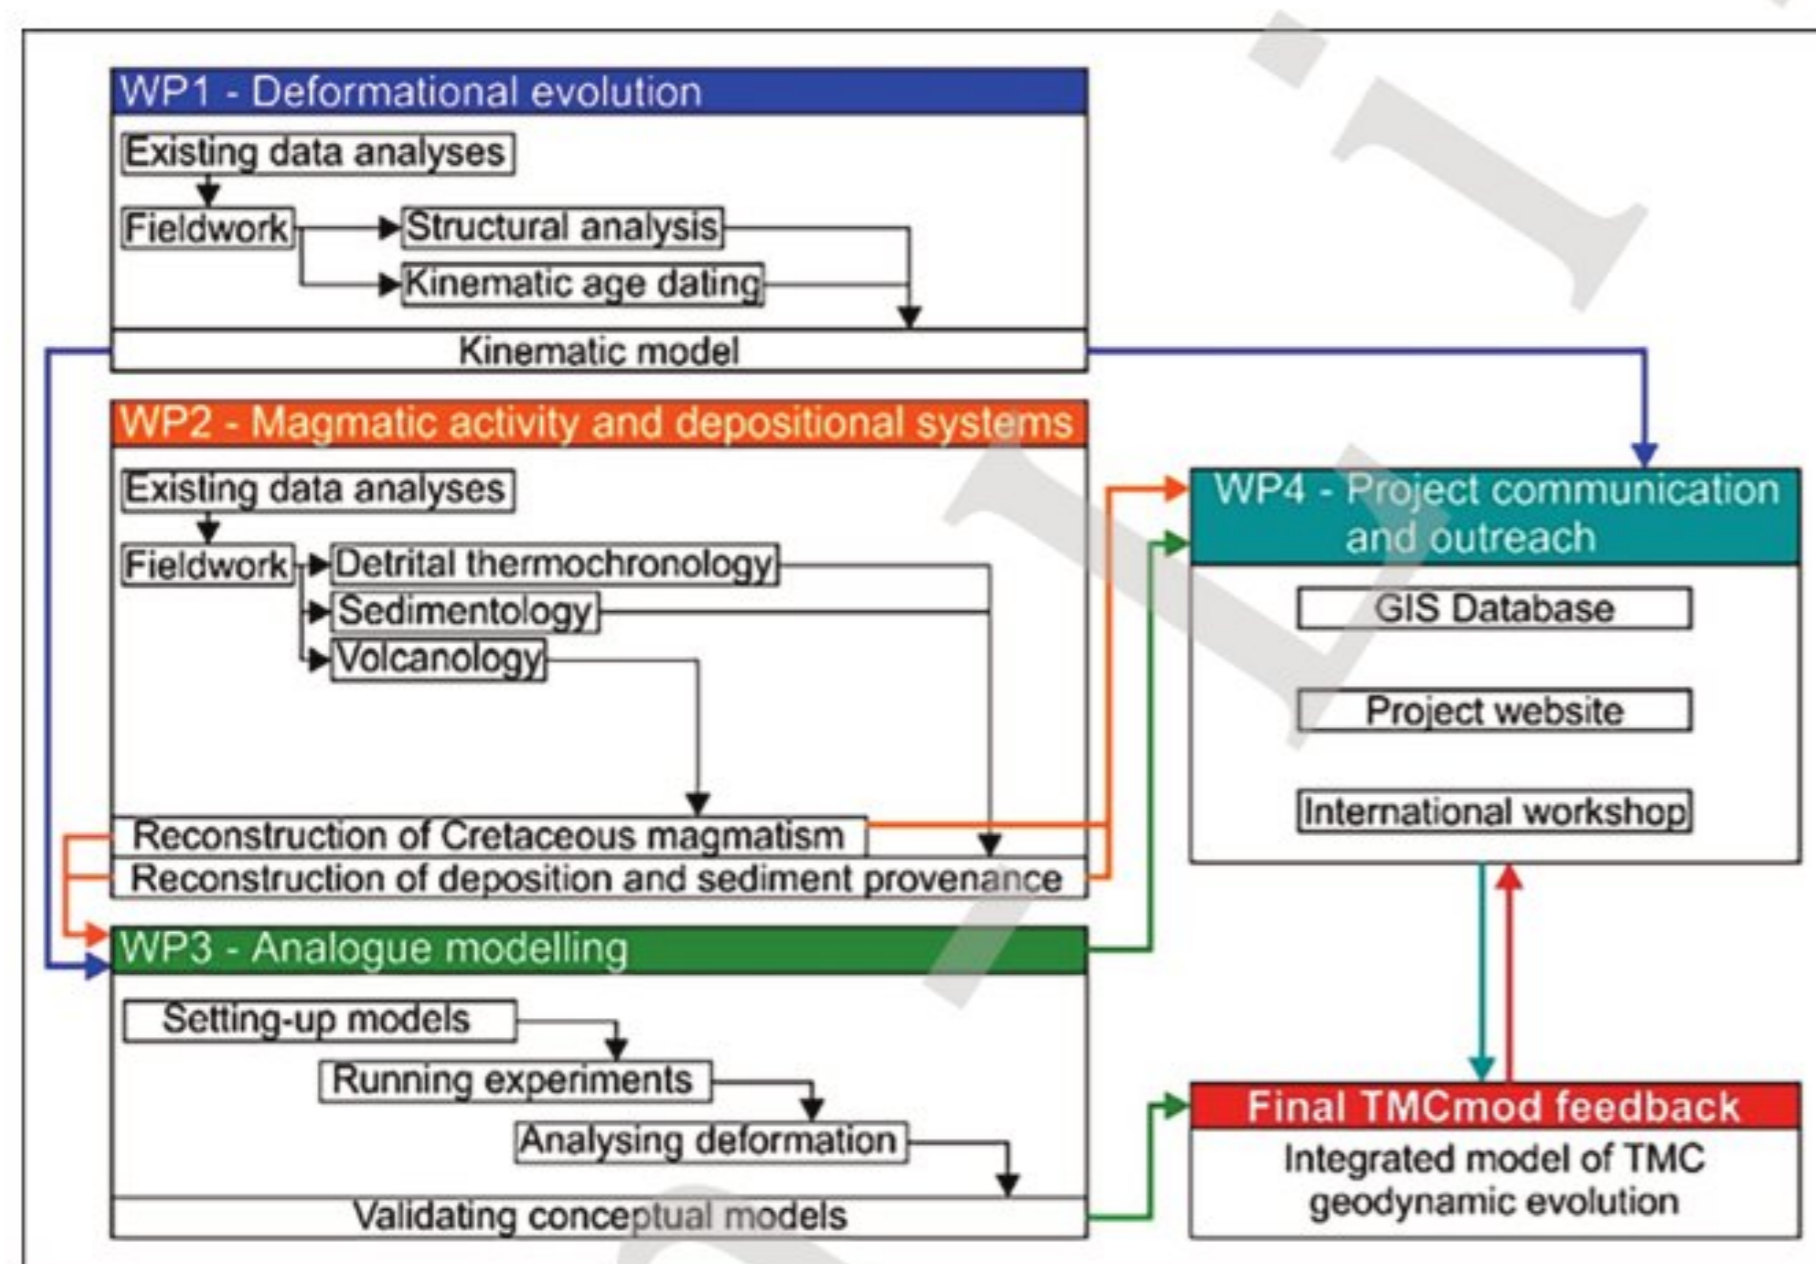 WP1 - Deformational evolution
Existing data analyses
Fieldwork
Structural analysis
Kinematic age dating
Kinematic model
WP2 - Magmatic activity and depositional systems
Existing data analyses
Fieldwork
Detrital thermochronology
Sedimentology
Volcanology
Reconstruction of Cretaceous magmatism
Reconstruction of deposition and sediment provenance
WP3 - Analogue modelling
Setting-up models
Running experiments
Analysing deformation
Validating conceptual models
WP4 - Project communication
and outreach
GIS Database
Project website
International workshop
Final TMCmod feedback
Integrated model of TMC
geodynamic evolution